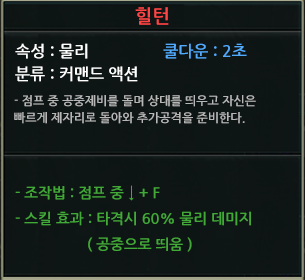 힐턴
속성 : 물리 쿨다운 : 2초
분류 : 커맨드 액션
- 점프 중 공중제비를 돌며 상대를 띄우고 자신은
빠르게 제자리로 돌아와 추가공격을 준비한다.
- 조작법 : 점프 중 ↓ + F
- 스킬 효과 : 타격시 60% 물리 데미지
( 공중으로 띄움 )